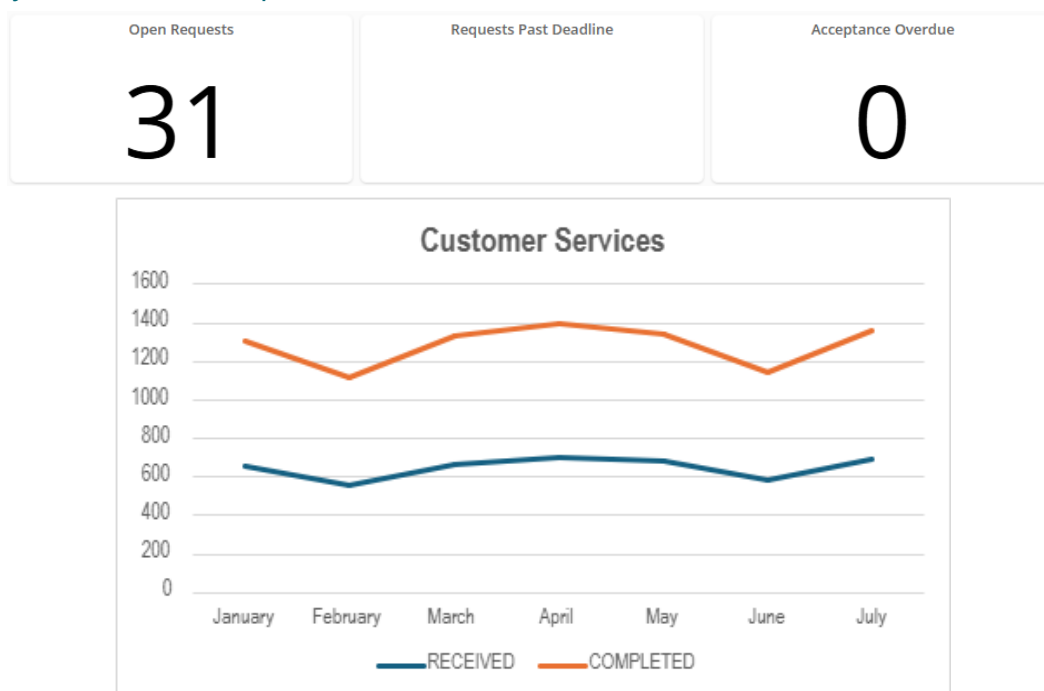 Open Requests
Requests Past Deadline
Acceptance Overdue
31
0
Customer Services
1600
1400
1200
1000
800
600
400
200
0
January February March April May June July
RECEIVED COMPLETED